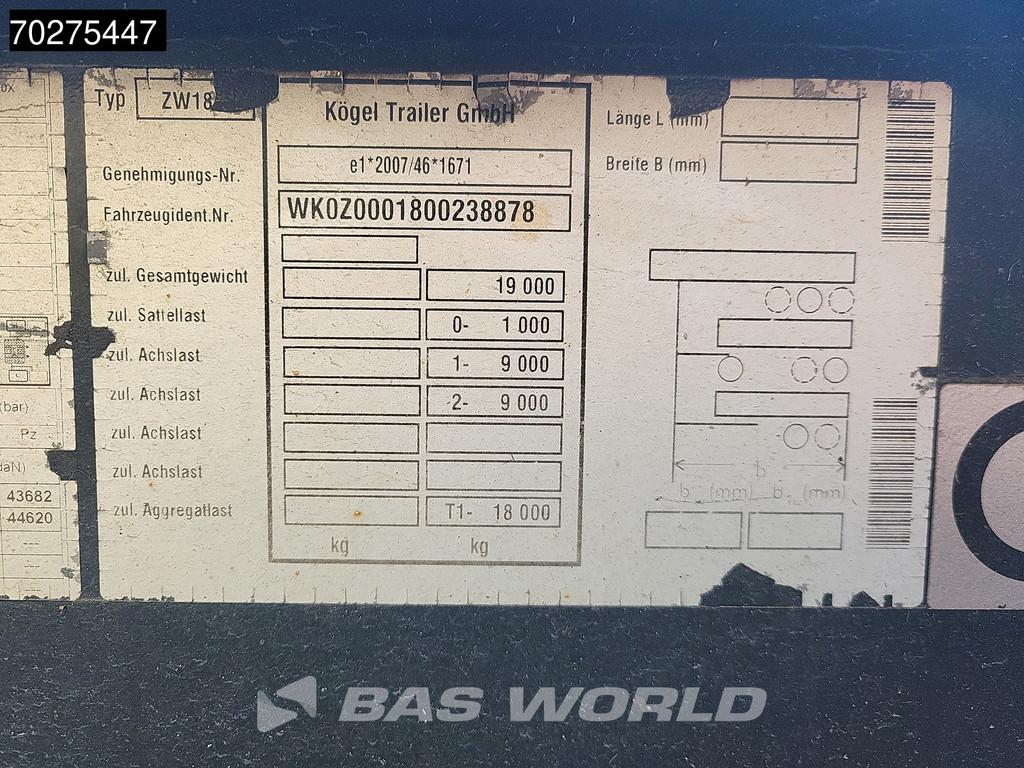 70275447
Typ ZW18
Kögel Trailer GmbH
Länge L (mm)
Breite B (mm)
Genehmigungs-Nr. e1*2007/46*1671
Fahrzeugident.Nr. WK0Z0001800238878
zul. Gesamtgewicht 19 000
zul. Sattellast 0- 1 000
zul. Achslast 1- 9 000
zul. Achslast 2- 9 000
zul. Achslast
zul. Achslast
zul. Aggregatlast T1- 18 000
kg kg
b
b (mm) b (mm)
(bar)
Pz
43682
44620
BAS WORLD